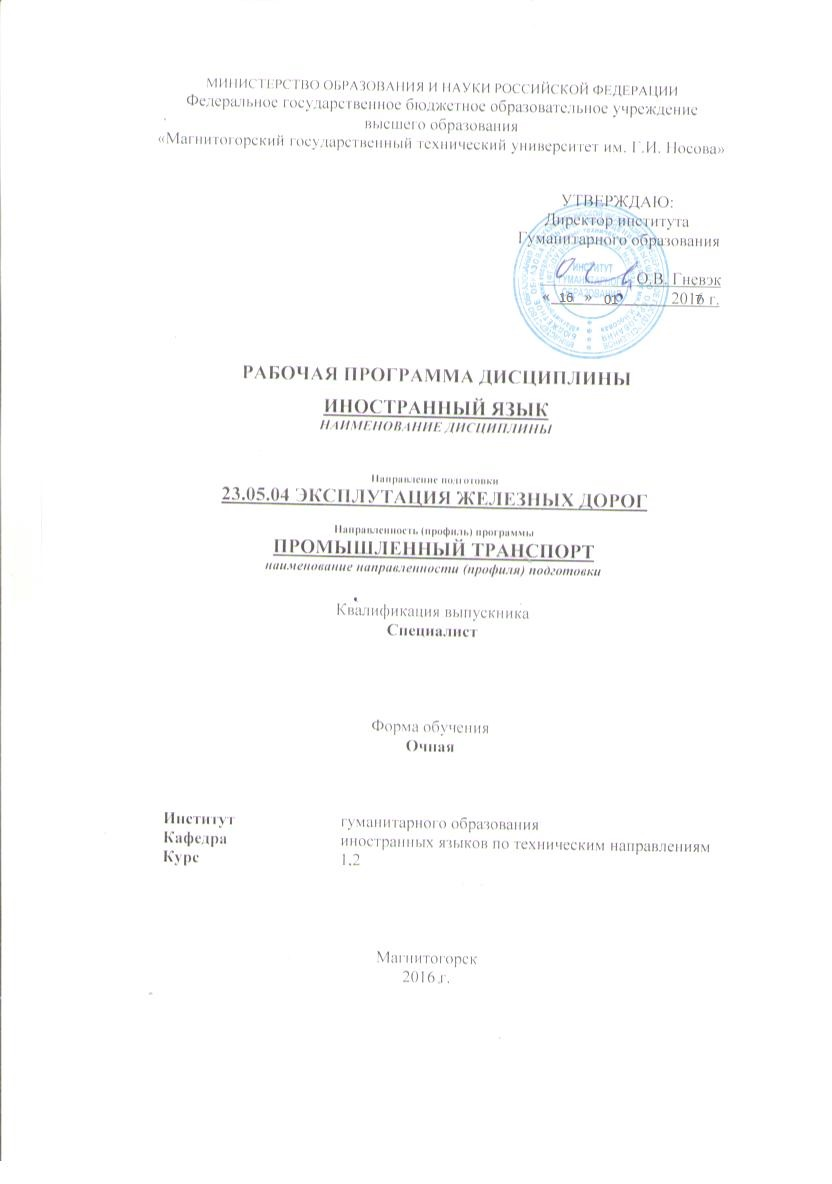 МИНИСТЕРСТВО ОБРАЗОВАНИЯ И НАУКИ РОССИЙСКОЙ ФЕДЕРАЦИИ
Федеральное государственное бюджетное образовательное учреждение
высшего образования
«Магнитогорский государственный технический университет им. Г.И. Носова»
УТВЕРЖДАЮ:
Директор института
Гуманитарного образования
ИНСТИТУТ
ГУМАНИТАРНОГО
ОБРАЗОВАНИЯ
О.В. Гневэк
« 16 »
РАБОЧАЯ ПРОГРАММА ДИСЦИПЛИНЫ
ИНОСТРАННЫЙ ЯЗЫК
НАИМЕНОВАНИЕ ДИСЦИПЛИНЫ
Направление подготовки
23.05.04 ЭКСПЛУТАЦИЯ ЖЕЛЕЗНЫХ ДОРОГ
Направленность (профиль) программы
ПРОМЫШЛЕННЫЙ ТРАНСПОРТ
наименование направленности (профиля) подготовки
Квалификация выпускника
Специалист
Форма обучения
Очная
Институт гуманитарного образования
Кафедра иностранных языков по техническим направлениям
Курс 1,2
Магнитогорск
2016 г.